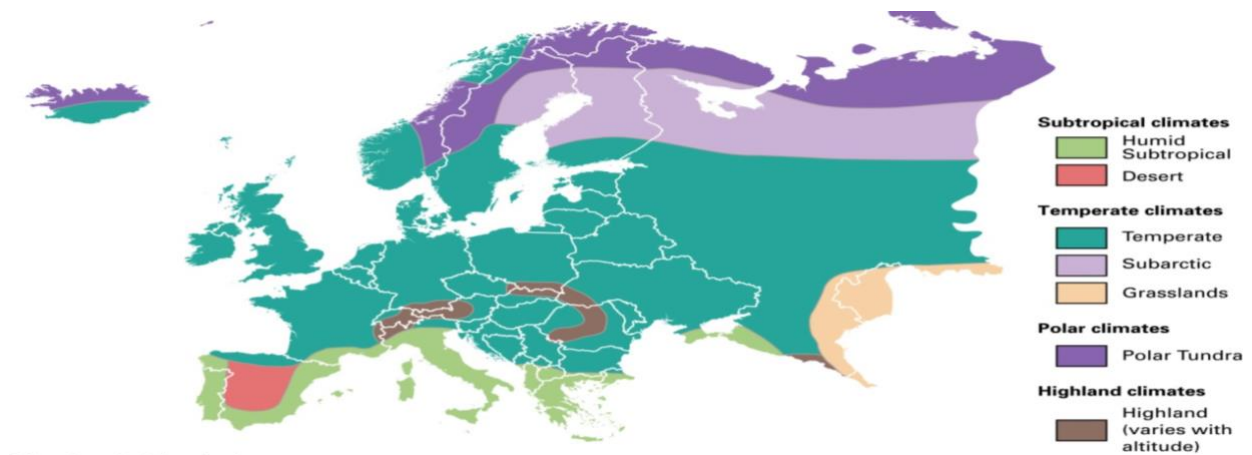 Subtropical climates
Humid
Subtropical
Desert
Temperate climates
Temperate
Subarctic
Grasslands
Polar climates
Polar Tundra
Highland climates
Highland
(varies with
altitude)